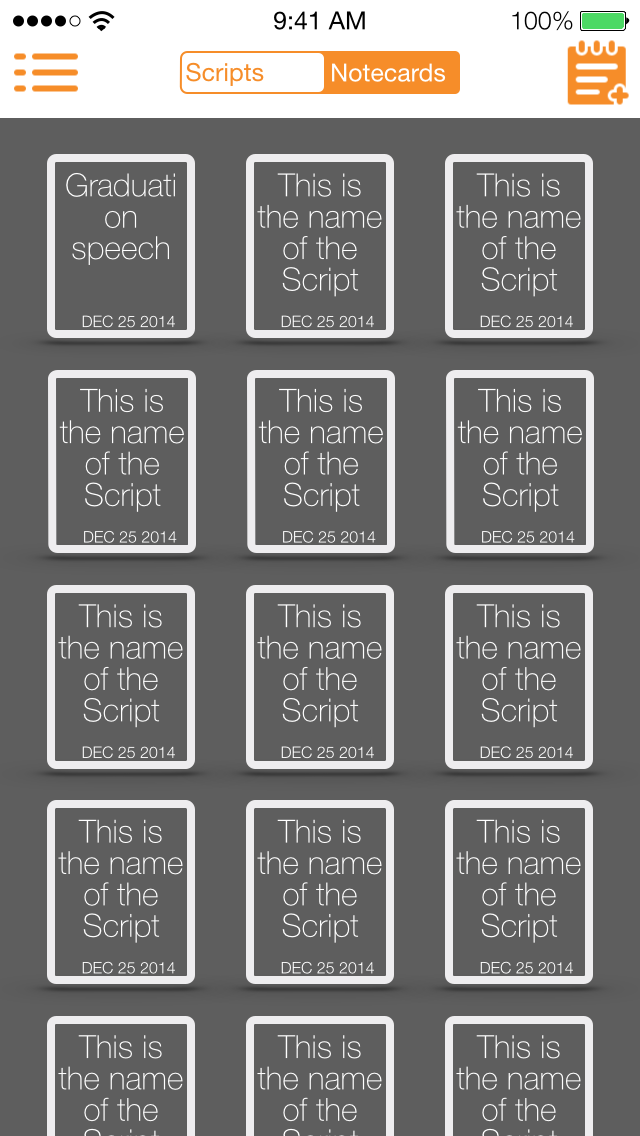 9:41 AM 100%
Scripts Notecards
Graduati
on
speech
DEC 25 2014
This is
the name
of the
Script
DEC 25 2014
This is
the name
of the
Script
DEC 25 2014
This is
the name
of the
Script
DEC 25 2014
This is
the name
of the
Script
DEC 25 2014
This is
the name
of the
Script
DEC 25 2014
This is
the name
of the
Script
DEC 25 2014
This is
the name
of the
Script
DEC 25 2014
This is
the name
of the
Script
DEC 25 2014
This is
the name
of the
Script
DEC 25 2014
This is
the name
of the
Script
DEC 25 2014
This is
the name
of the
Script
DEC 25 2014
This is
the name
of the
Script
This is
the name
of the
Script
This is
the name
of the
Script